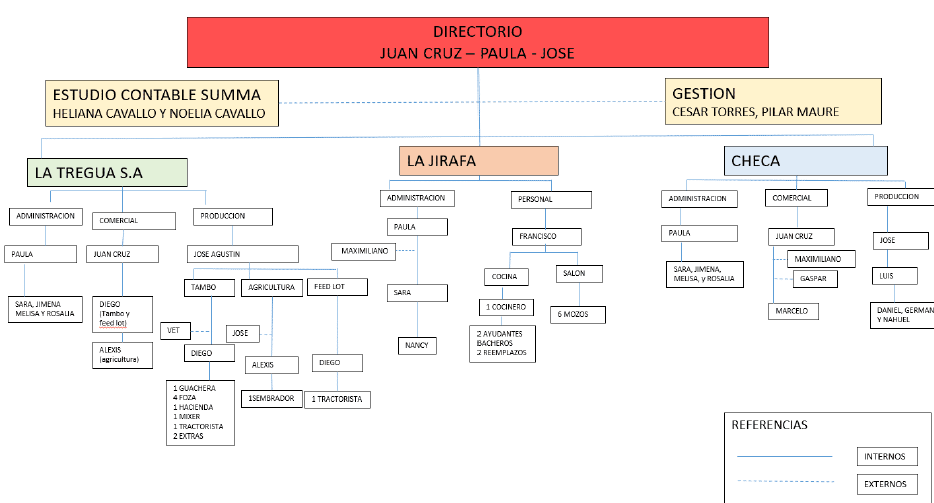 DIRECTORIO
JUAN CRUZ – PAULA - JOSE
ESTUDIO CONTABLE SUMMA
HELIANA CAVALLO Y NOELIA CAVALLO
GESTION
CESAR TORRES, PILAR MAURE
LA TREGUA S.A
LA JIRAFA
CHECA
ADMINISTRACION
COMERCIAL
PRODUCCION
PAULA
JUAN CRUZ
JOSE AGUSTIN
SARA, JIMENA
MELISA Y ROSALIA
DIEGO
(Tambo y
feed lot)
ALEXIS
(agricultura)
TAMBO
AGRICULTURA
FEED LOT
VET
JOSE
DIEGO
ALEXIS
DIEGO
1 GUACHERA
4 FOZA
1 HACIENDA
1 MIXER
1 TRACTORISTA
2 EXTRAS
1SEMBRADOR
1 TRACTORISTA
ADMINISTRACION
PERSONAL
PAULA
MAXIMILIANO
SARA
NANCY
FRANCISCO
COCINA
SALON
1 COCINERO
6 MOZOS
2 AYUDANTES
BACHEROS
2 REEMPLAZOS
ADMINISTRACION
COMERCIAL
PRODUCCION
PAULA
SARA, JIMENA,
MELISA, y ROSALIA
JUAN CRUZ
MAXIMILIANO
GASPAR
MARCELO
JOSE
LUIS
DANIEL, GERMAN
Y NAHUEL
REFERENCIAS
INTERNOS
EXTERNOS